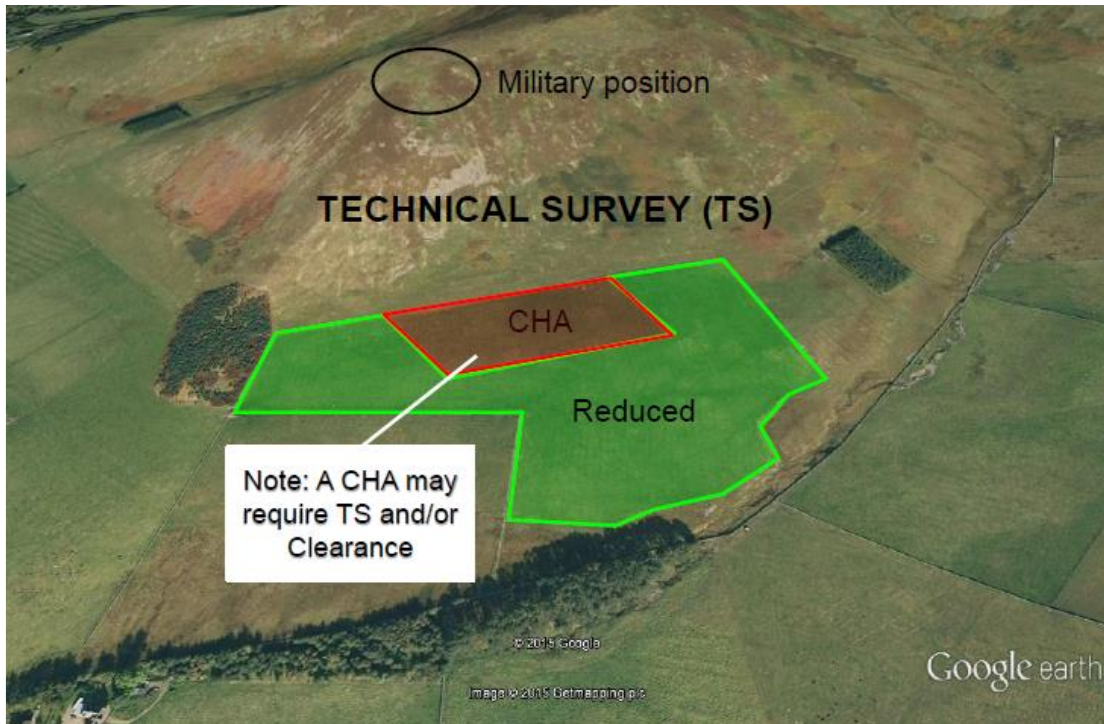 Military position
TECHNICAL SURVEY (TS)
CHA
Reduced
Note: A CHA may
require TS and/or
Clearance
© 2015 Google
Google earth
Image © 2015 Getmapping plc